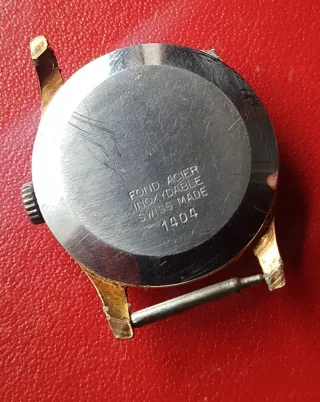 FOND ACIER
INOXYDABLE
SWISS MADE
1404